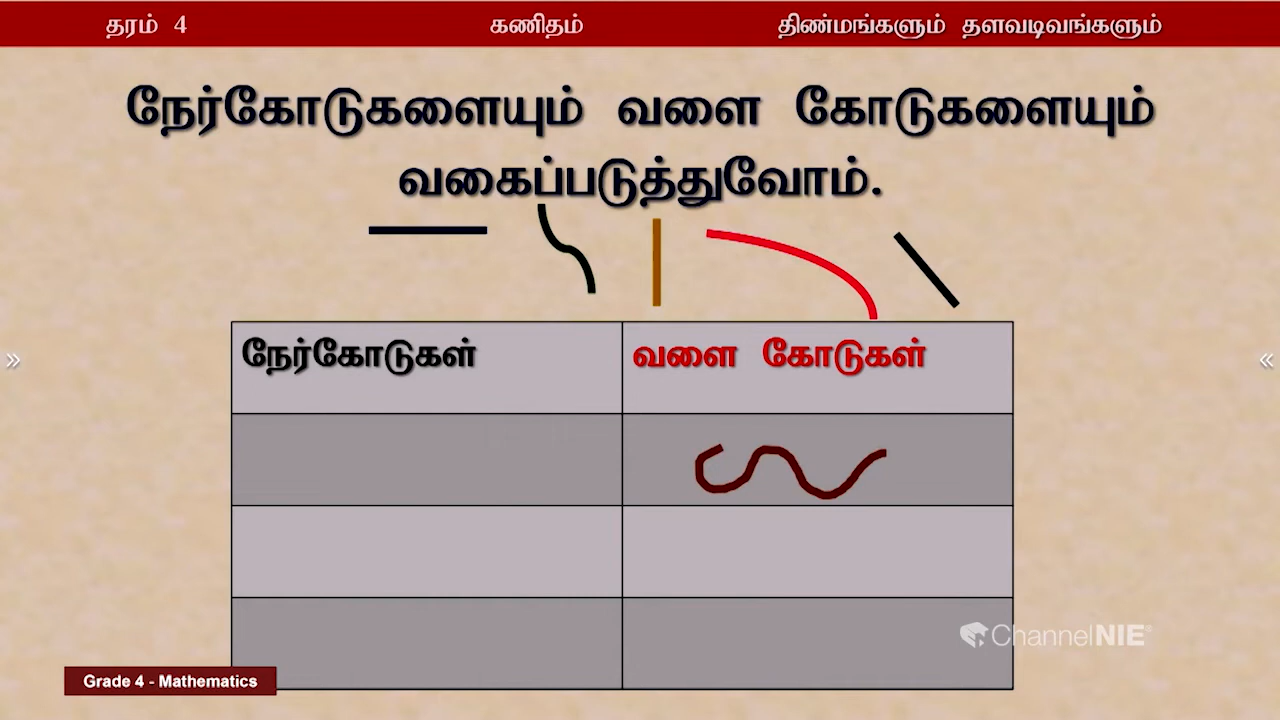 தரம் 4 கணிதம் திண்மங்களும் தளவடிவங்களும்
நேர்கோடுகளையும் வளை கோடுகளையும்
வகைப்படுத்துவோம்.
நேர்கோடுகள் வளை கோடுகள்
ChannelNIE
Grade 4 - Mathematics